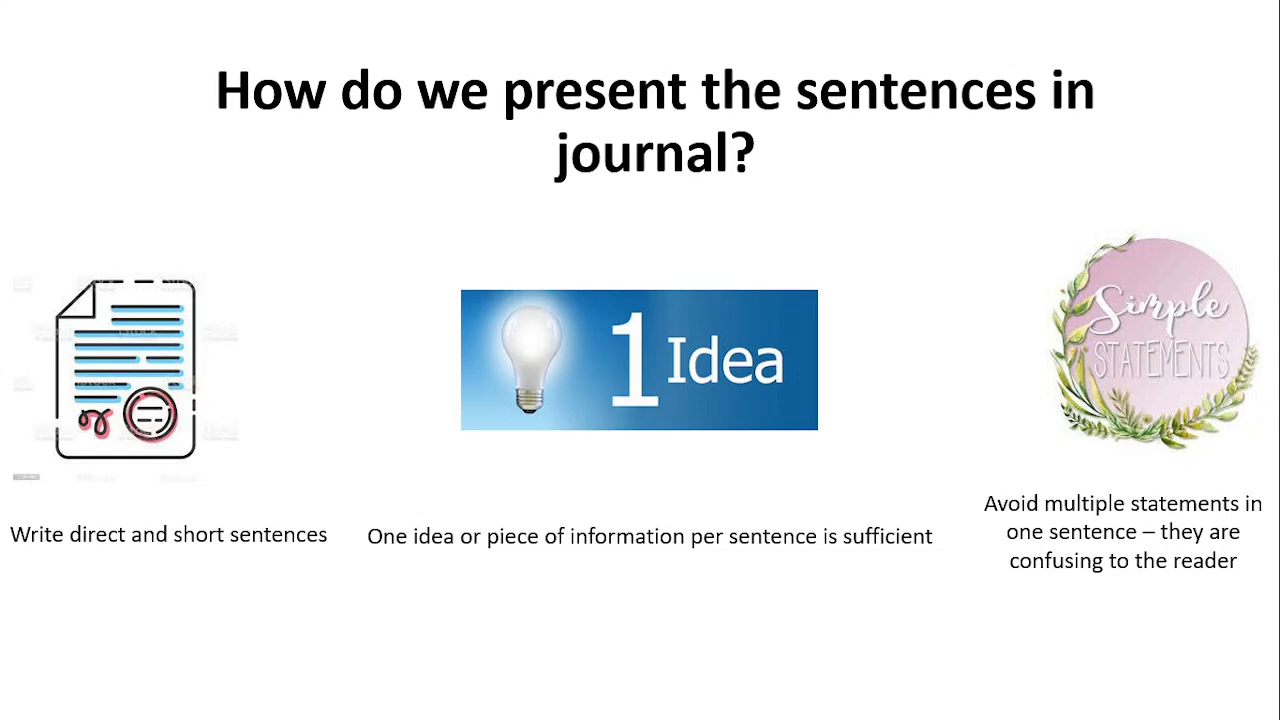 How do we present the sentences in
journal?
1 Idea
Simple
STATEMENTS
Write direct and short sentences
One idea or piece of information per sentence is sufficient
Avoid multiple statements in
one sentence – they are
confusing to the reader